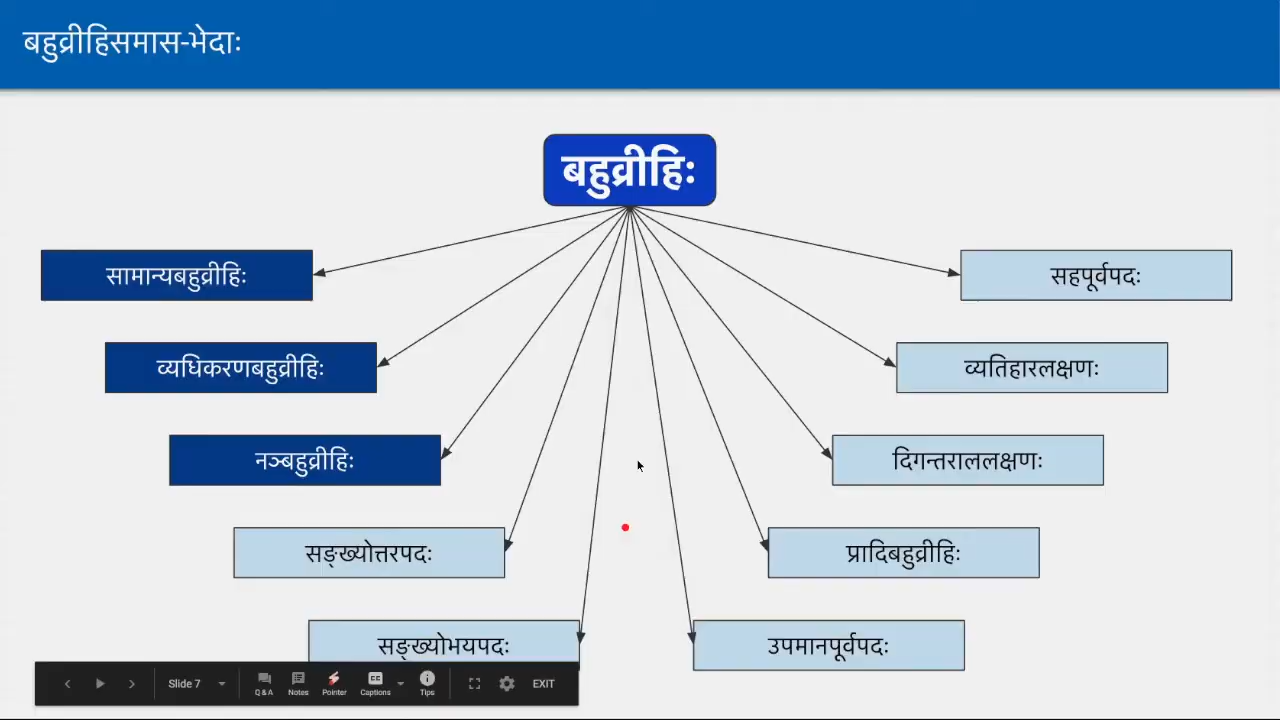 बहुव्रीहिसमास-भेदाः
बहुव्रीहिः
सामान्यबहुव्रीहिः
व्यधिकरणबहुव्रीहिः
नञ्बहुव्रीहिः
सङ्ख्योत्तरपदः
सङ्ख्योभयपदः
सहपूर्वपदः
व्यतिहारलक्षणः
दिगन्तराललक्षणः
प्रादिबहुव्रीहिः
उपमानपूर्वपदः
Slide 7
Q & A
Notes
Pointer
Captions
Tips
EXIT